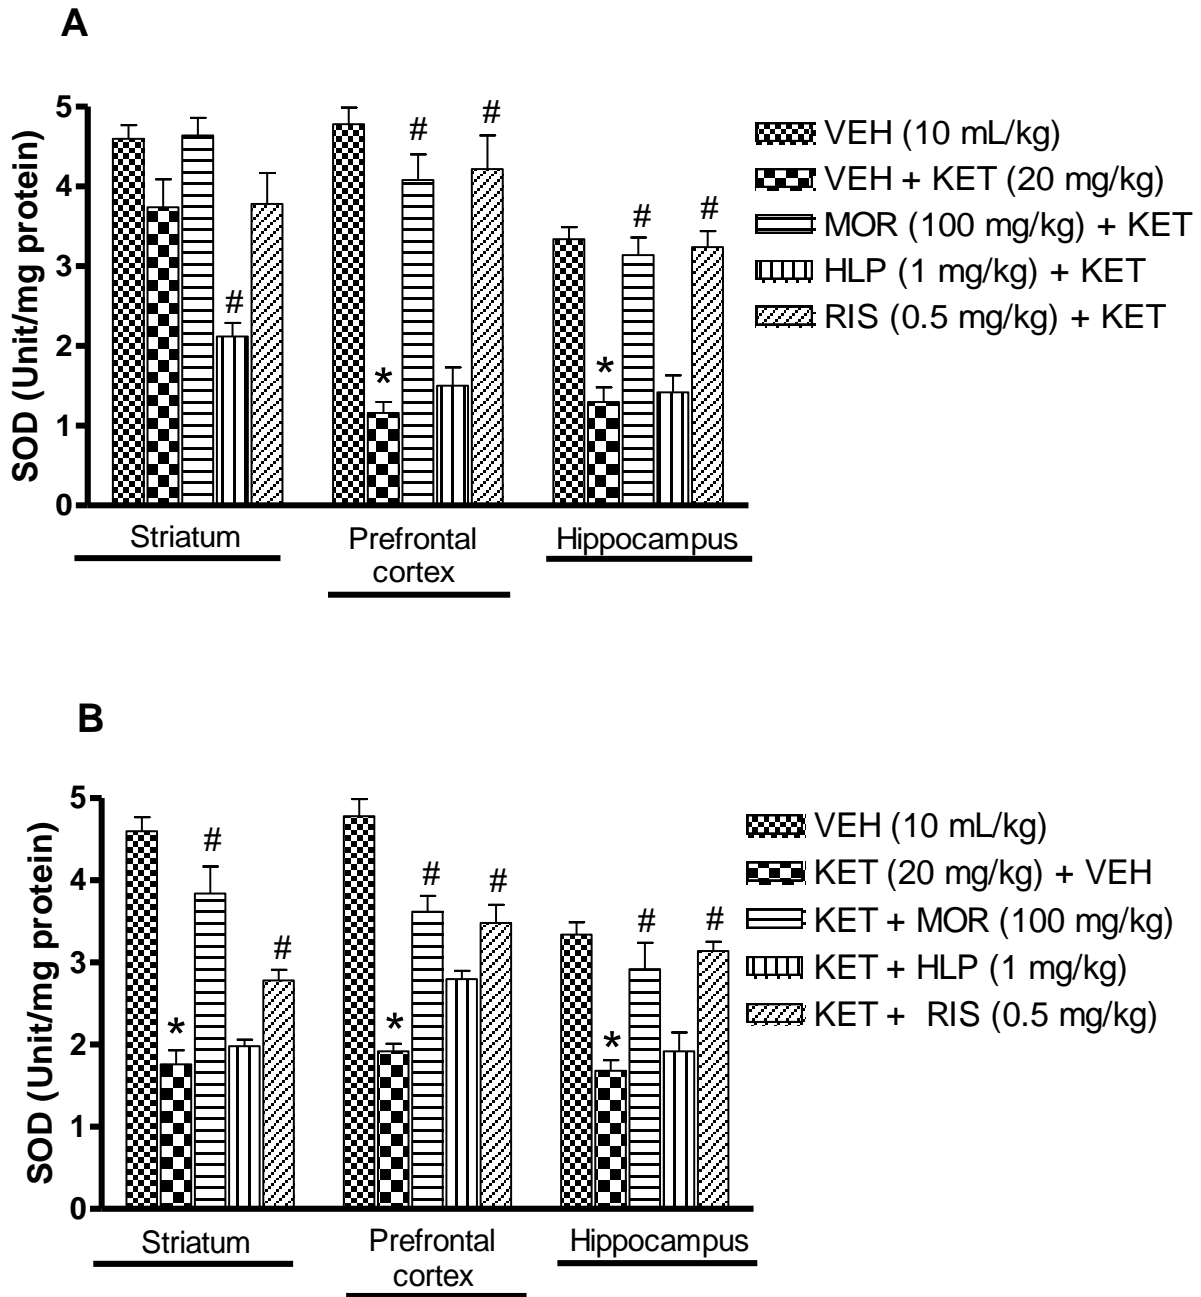 A
SOD (Unit/mg protein)
5
4
3
2
1
0
#
*
#
#
*
#
#
Striatum
Prefrontal
cortex
Hippocampus
VEH (10 mL/kg)
VEH + KET (20 mg/kg)
MOR (100 mg/kg) + KET
HLP (1 mg/kg) + KET
RIS (0.5 mg/kg) + KET
B
SOD (Unit/mg protein)
5
4
3
2
1
0
*
#
#
*
#
#
*
#
#
Striatum
Prefrontal
cortex
Hippocampus
VEH (10 mL/kg)
KET (20 mg/kg) + VEH
KET + MOR (100 mg/kg)
KET + HLP (1 mg/kg)
KET + RIS (0.5 mg/kg)